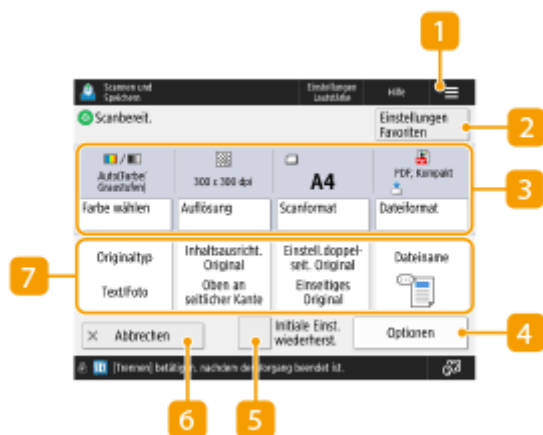 1
Scannen und
Speichern
Einstellungen
Lautstärke
Hilfe
Scanbereit.
Einstellungen
Favoriten
2
Auto(Farbe/
Graustufen)
300 x 300 dpi
A4
PDF, Kompakt
3
Farbe wählen
Auflösung
Scanformat
Dateiformat
7
Originaltyp
Text/Foto
Inhaltsausricht.
Original
Oben an
seitlicher Kante
Einstell.doppel-
seit. Original
Einseitiges
Original
Dateiname
Abbrechen
Initiale Einst.
wiederherst.
Optionen
4
ID [Trennen] betätigen, nachdem der Vorgang beendet ist.
6
5